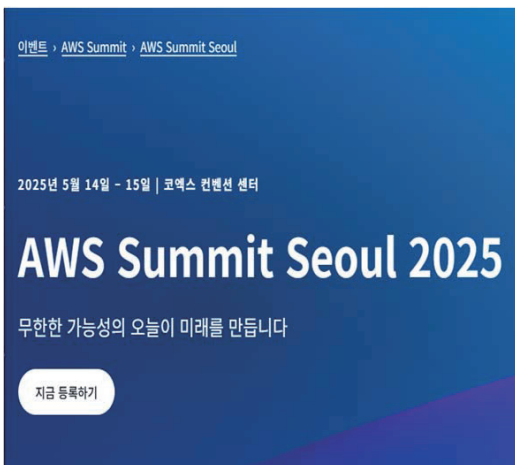 이벤트 › AWS Summit › AWS Summit Seoul
2025년 5월 14일 – 15일 | 코엑스 컨벤션 센터
AWS Summit Seoul 2025
무한한 가능성의 오늘이 미래를 만듭니다
지금 등록하기